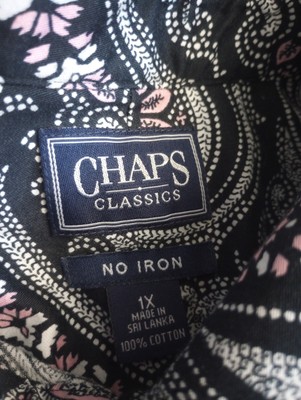 CHAPS
CLASSICS
NO IRON
1X
MADE IN
SRI LANKA
100% COTTON